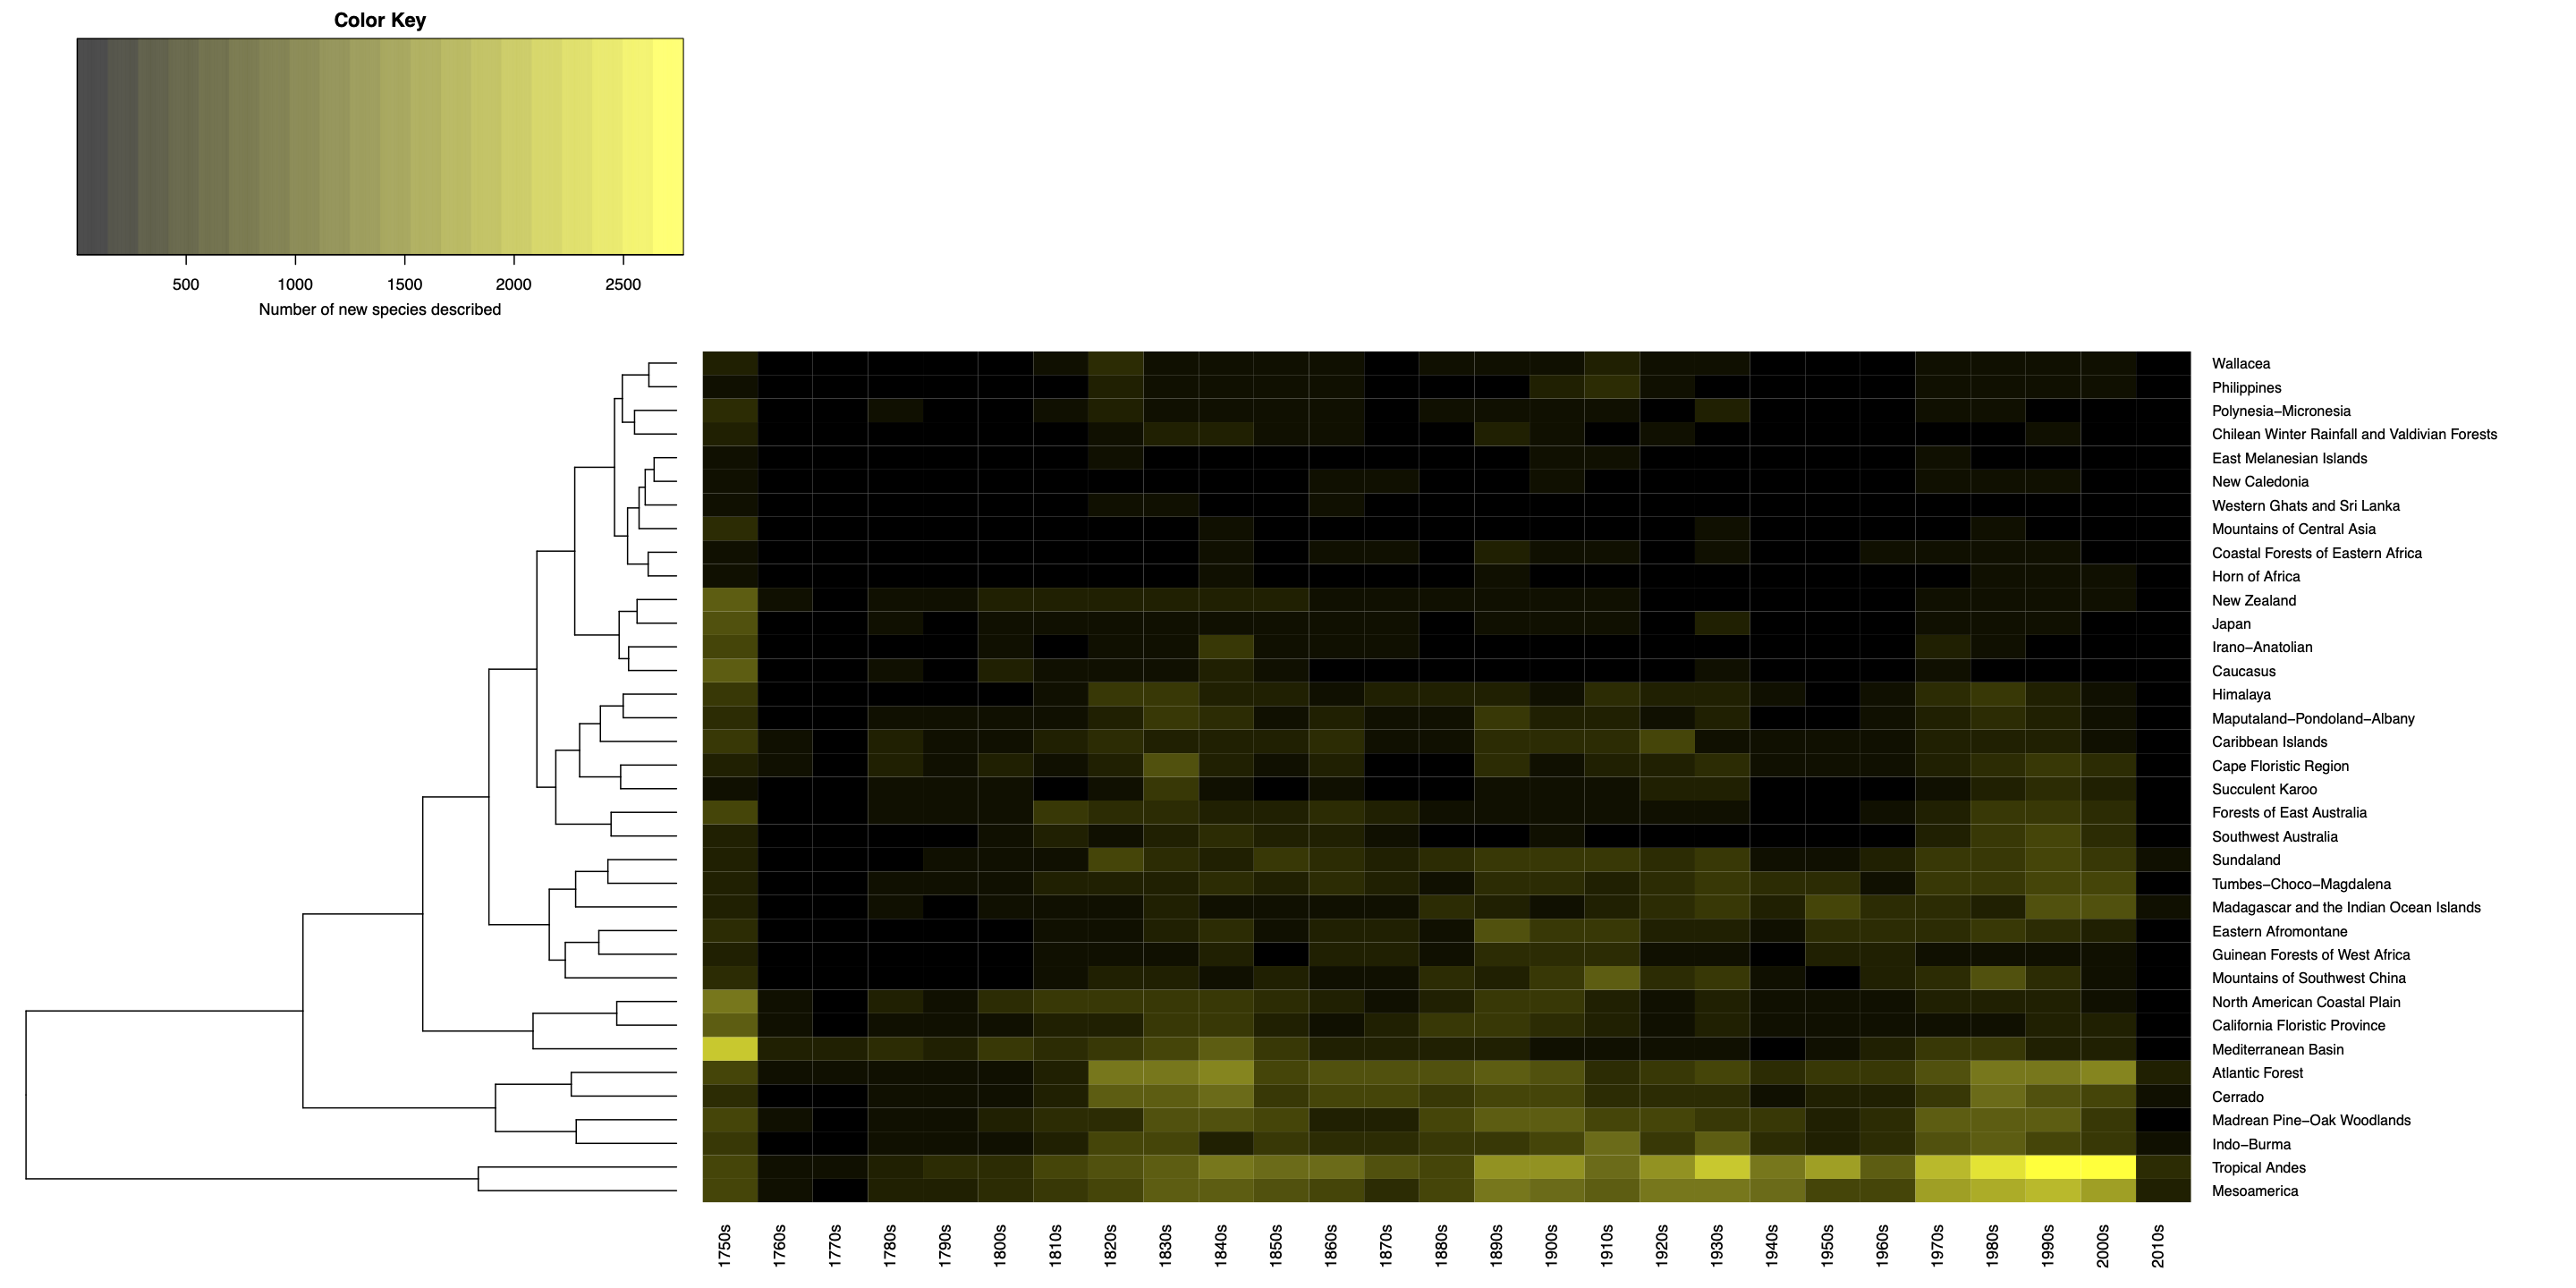 Color Key
500 1000 1500 2000 2500
Number of new species described
Wallacea
Philippines
Polynesia−Micronesia
Chilean Winter Rainfall and Valdivian Forests
East Melanesian Islands
New Caledonia
Western Ghats and Sri Lanka
Mountains of Central Asia
Coastal Forests of Eastern Africa
Horn of Africa
New Zealand
Japan
Irano−Anatolian
Caucasus
Himalaya
Maputaland−Pondoland−Albany
Caribbean Islands
Cape Floristic Region
Succulent Karoo
Forests of East Australia
Southwest Australia
Sundaland
Tumbes−Choco−Magdalena
Madagascar and the Indian Ocean Islands
Eastern Afromontane
Guinean Forests of West Africa
Mountains of Southwest China
North American Coastal Plain
California Floristic Province
Mediterranean Basin
Atlantic Forest
Cerrado
Madrean Pine−Oak Woodlands
Indo−Burma
Tropical Andes
Mesoamerica
1750s
1760s
1770s
1780s
1790s
1800s
1810s
1820s
1830s
1840s
1850s
1860s
1870s
1880s
1890s
1900s
1910s
1920s
1930s
1940s
1950s
1960s
1970s
1980s
1990s
2000s
2010s